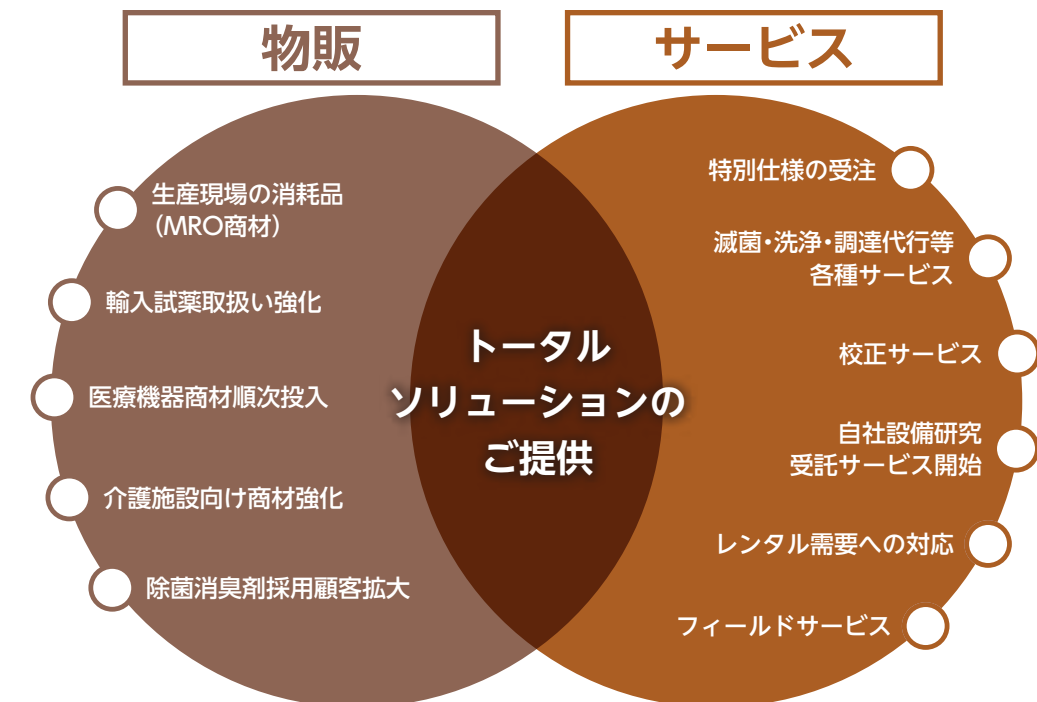 物販
サービス
生産現場の消耗品
(MRO商材)
輸入試薬取扱い強化
医療機器商材順次投入
介護施設向け商材強化
除菌消臭剤採用顧客拡大
トータル
ソリューションの
ご提供
特別仕様の受注
滅菌・洗浄・調達代行等
各種サービス
校正サービス
自社設備研究
受託サービス開始
レンタル需要への対応
フィールドサービス